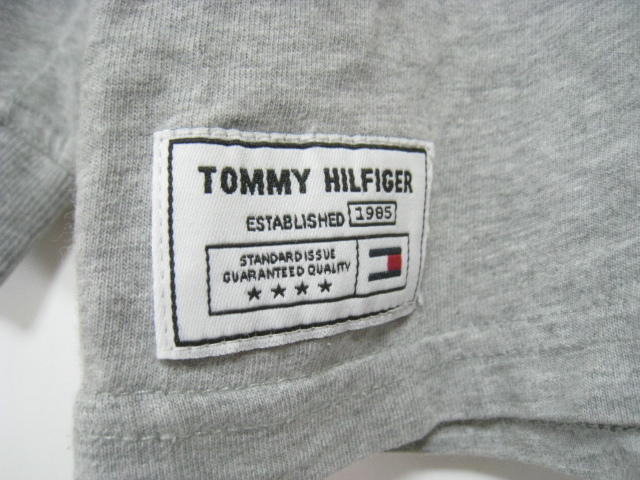 TOMMY HILFIGER
ESTABLISHED 1985
STANDARD ISSUE
GUARANTEED QUALITY
★ ★ ★ ★